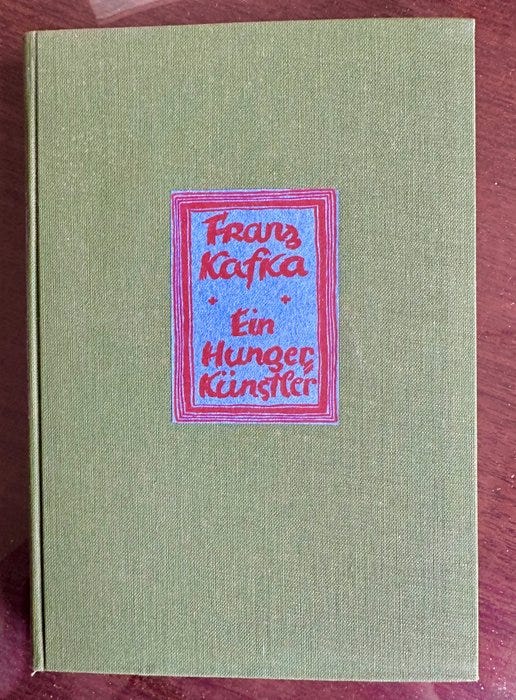 Franz
Kafka
+ +
Ein
Hunger,
Künstler